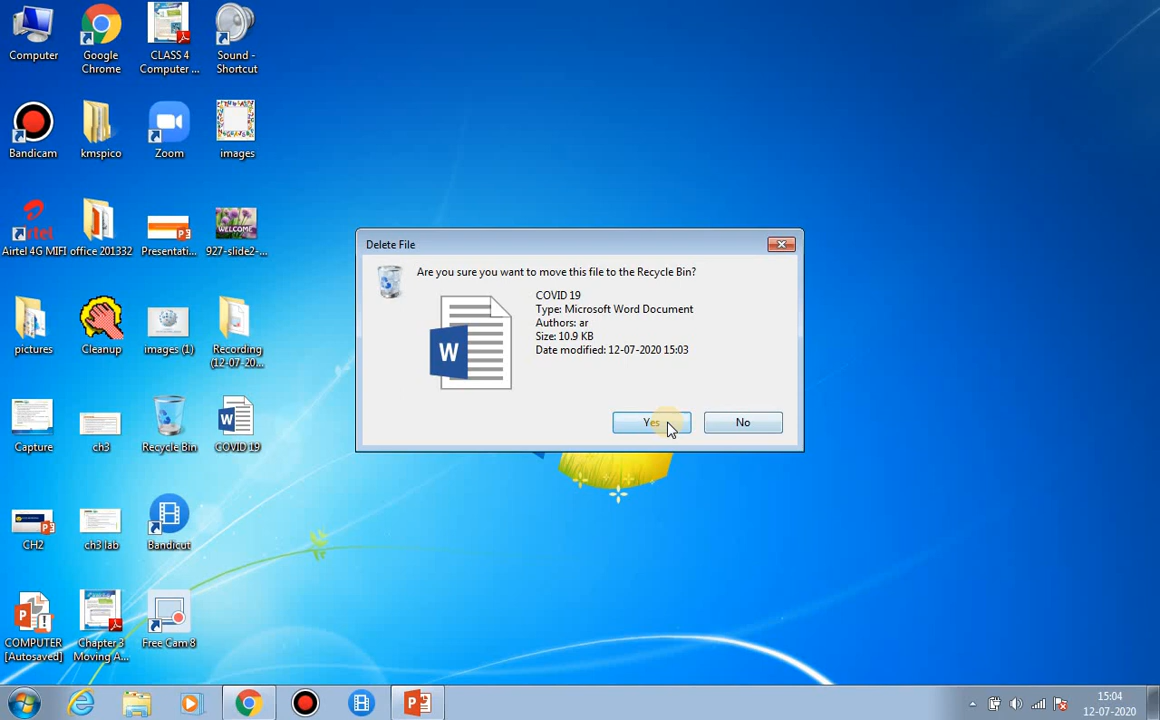 Computer
Google
Chrome
CLASS 4
Computer ...
Sound -
Shortcut
Bandicam
kmspico
Zoom
images
airtel
Airtel 4G MIFI
office 201332
Presentati...
WELCOME
927-slide2-...
pictures
Cleanup
images (1)
Recording
(12-07-20...
Capture
ch3
Recycle Bin
W
COVID 19
CH2
ch3 lab
Bandicut
COMPUTER
[Autosaved]
Chapter 3
Moving A...
Free Cam 8
Delete File
Are you sure you want to move this file to the Recycle Bin?
W
COVID 19
Type: Microsoft Word Document
Authors: ar
Size: 10.9 KB
Date modified: 12-07-2020 15:03
Yes
No
15:04
12-07-2020